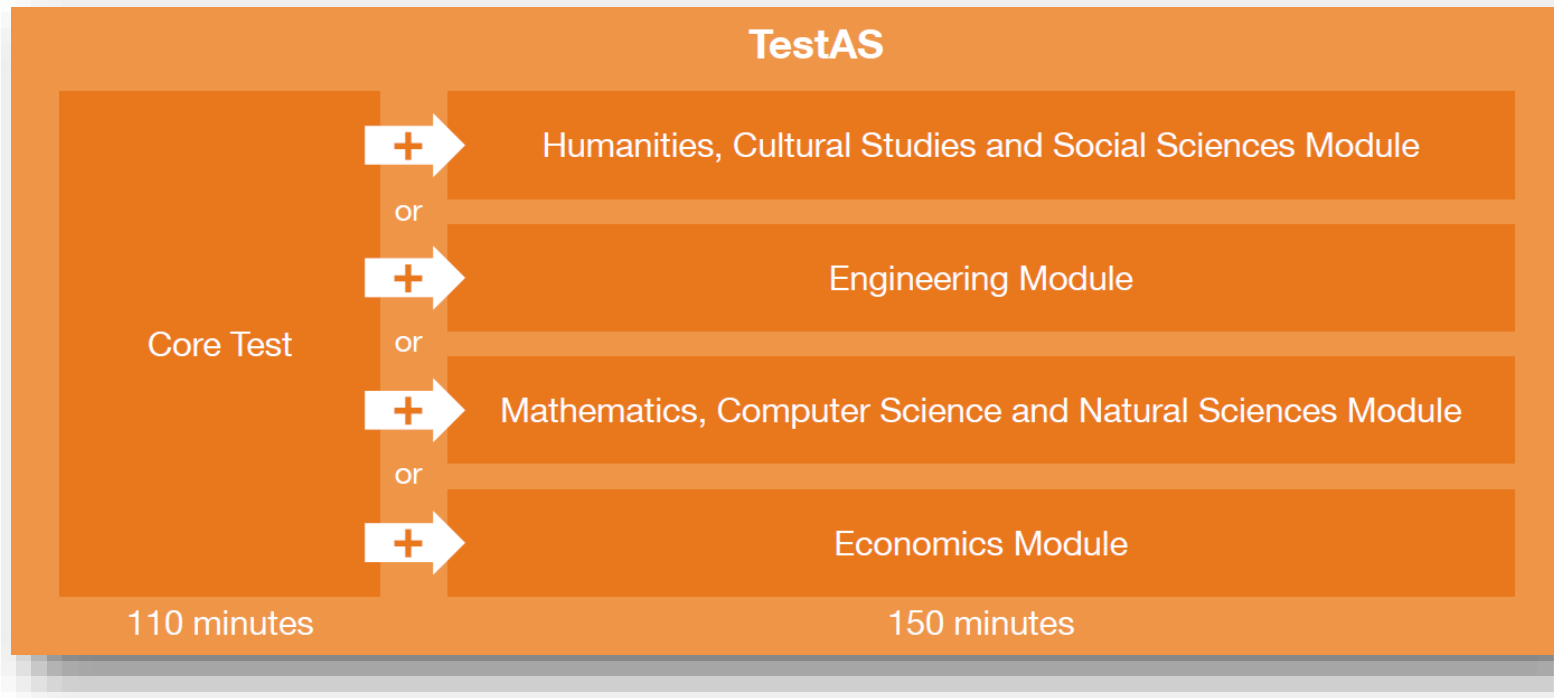 TestAS
Core Test
+
Humanities, Cultural Studies and Social Sciences Module
or
+
Engineering Module
or
+
Mathematics, Computer Science and Natural Sciences Module
or
+
Economics Module
110 minutes
150 minutes